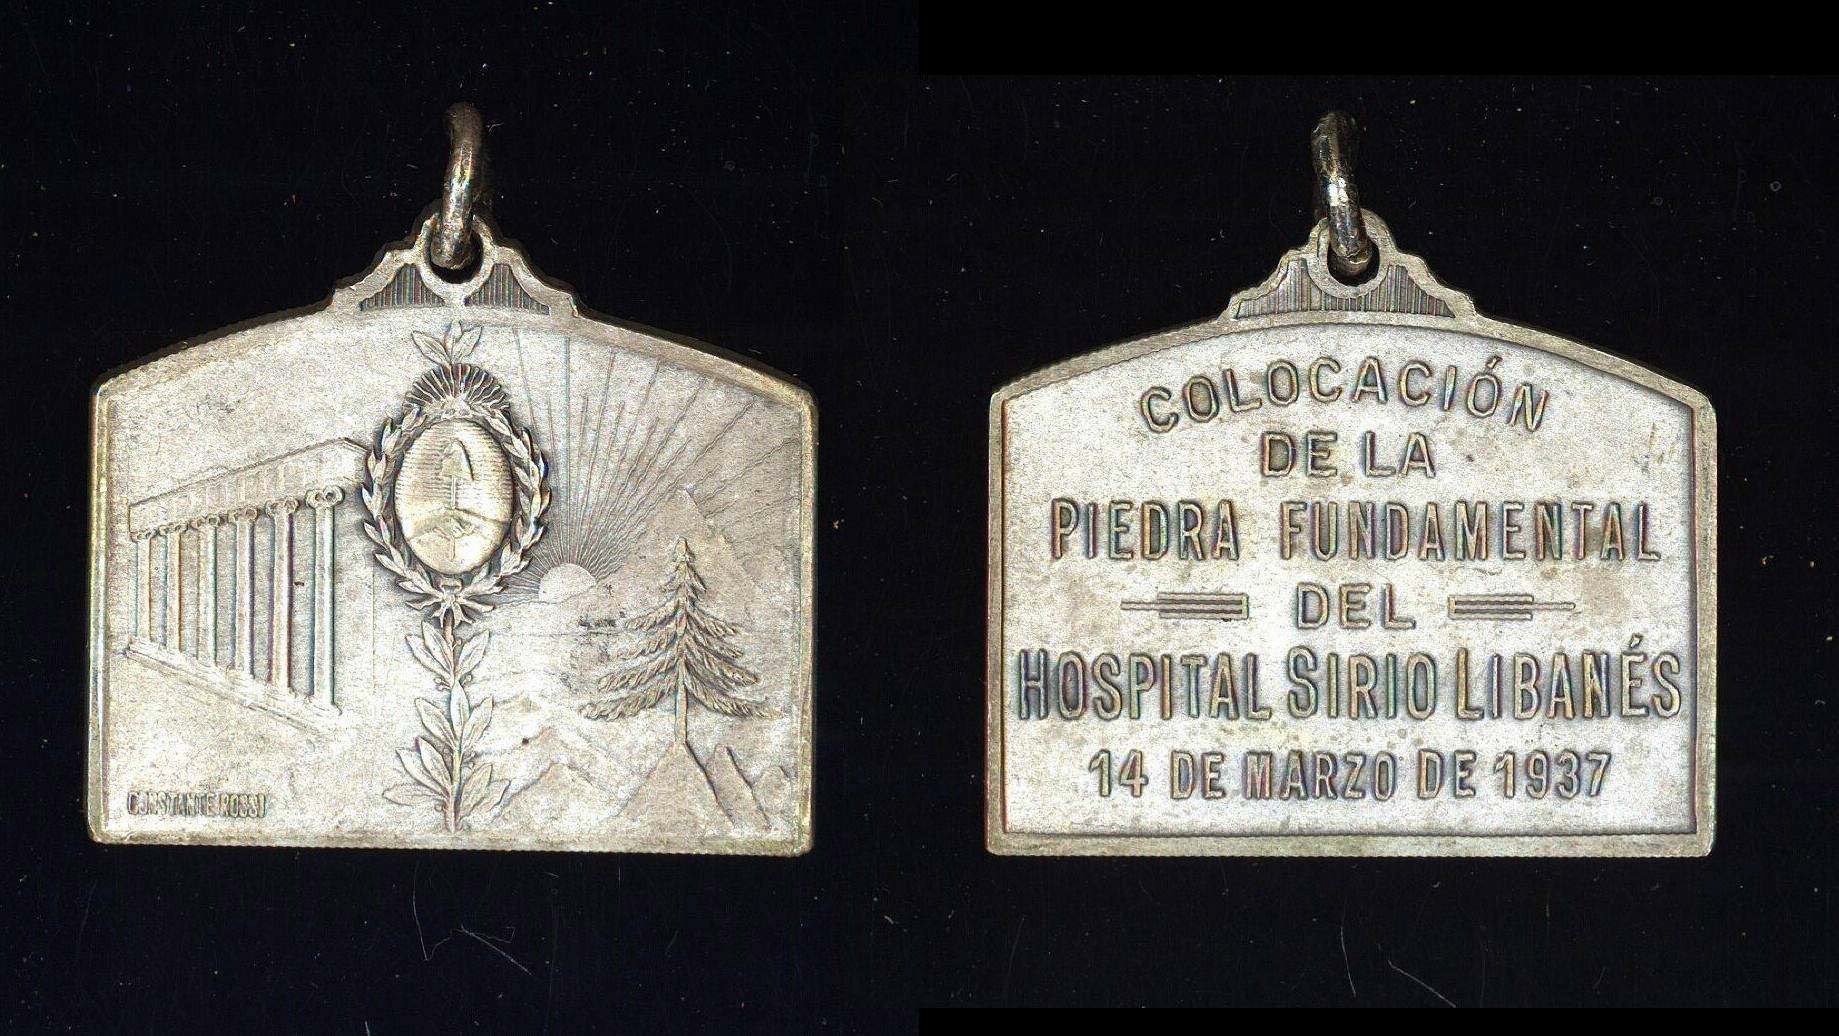 CONSTANTE ROSSI
COLOCACIÓN
DE LA
PIEDRA FUNDAMENTAL
DEL
HOSPITAL SIRIO LIBANÉS
14 DE MARZO DE 1937